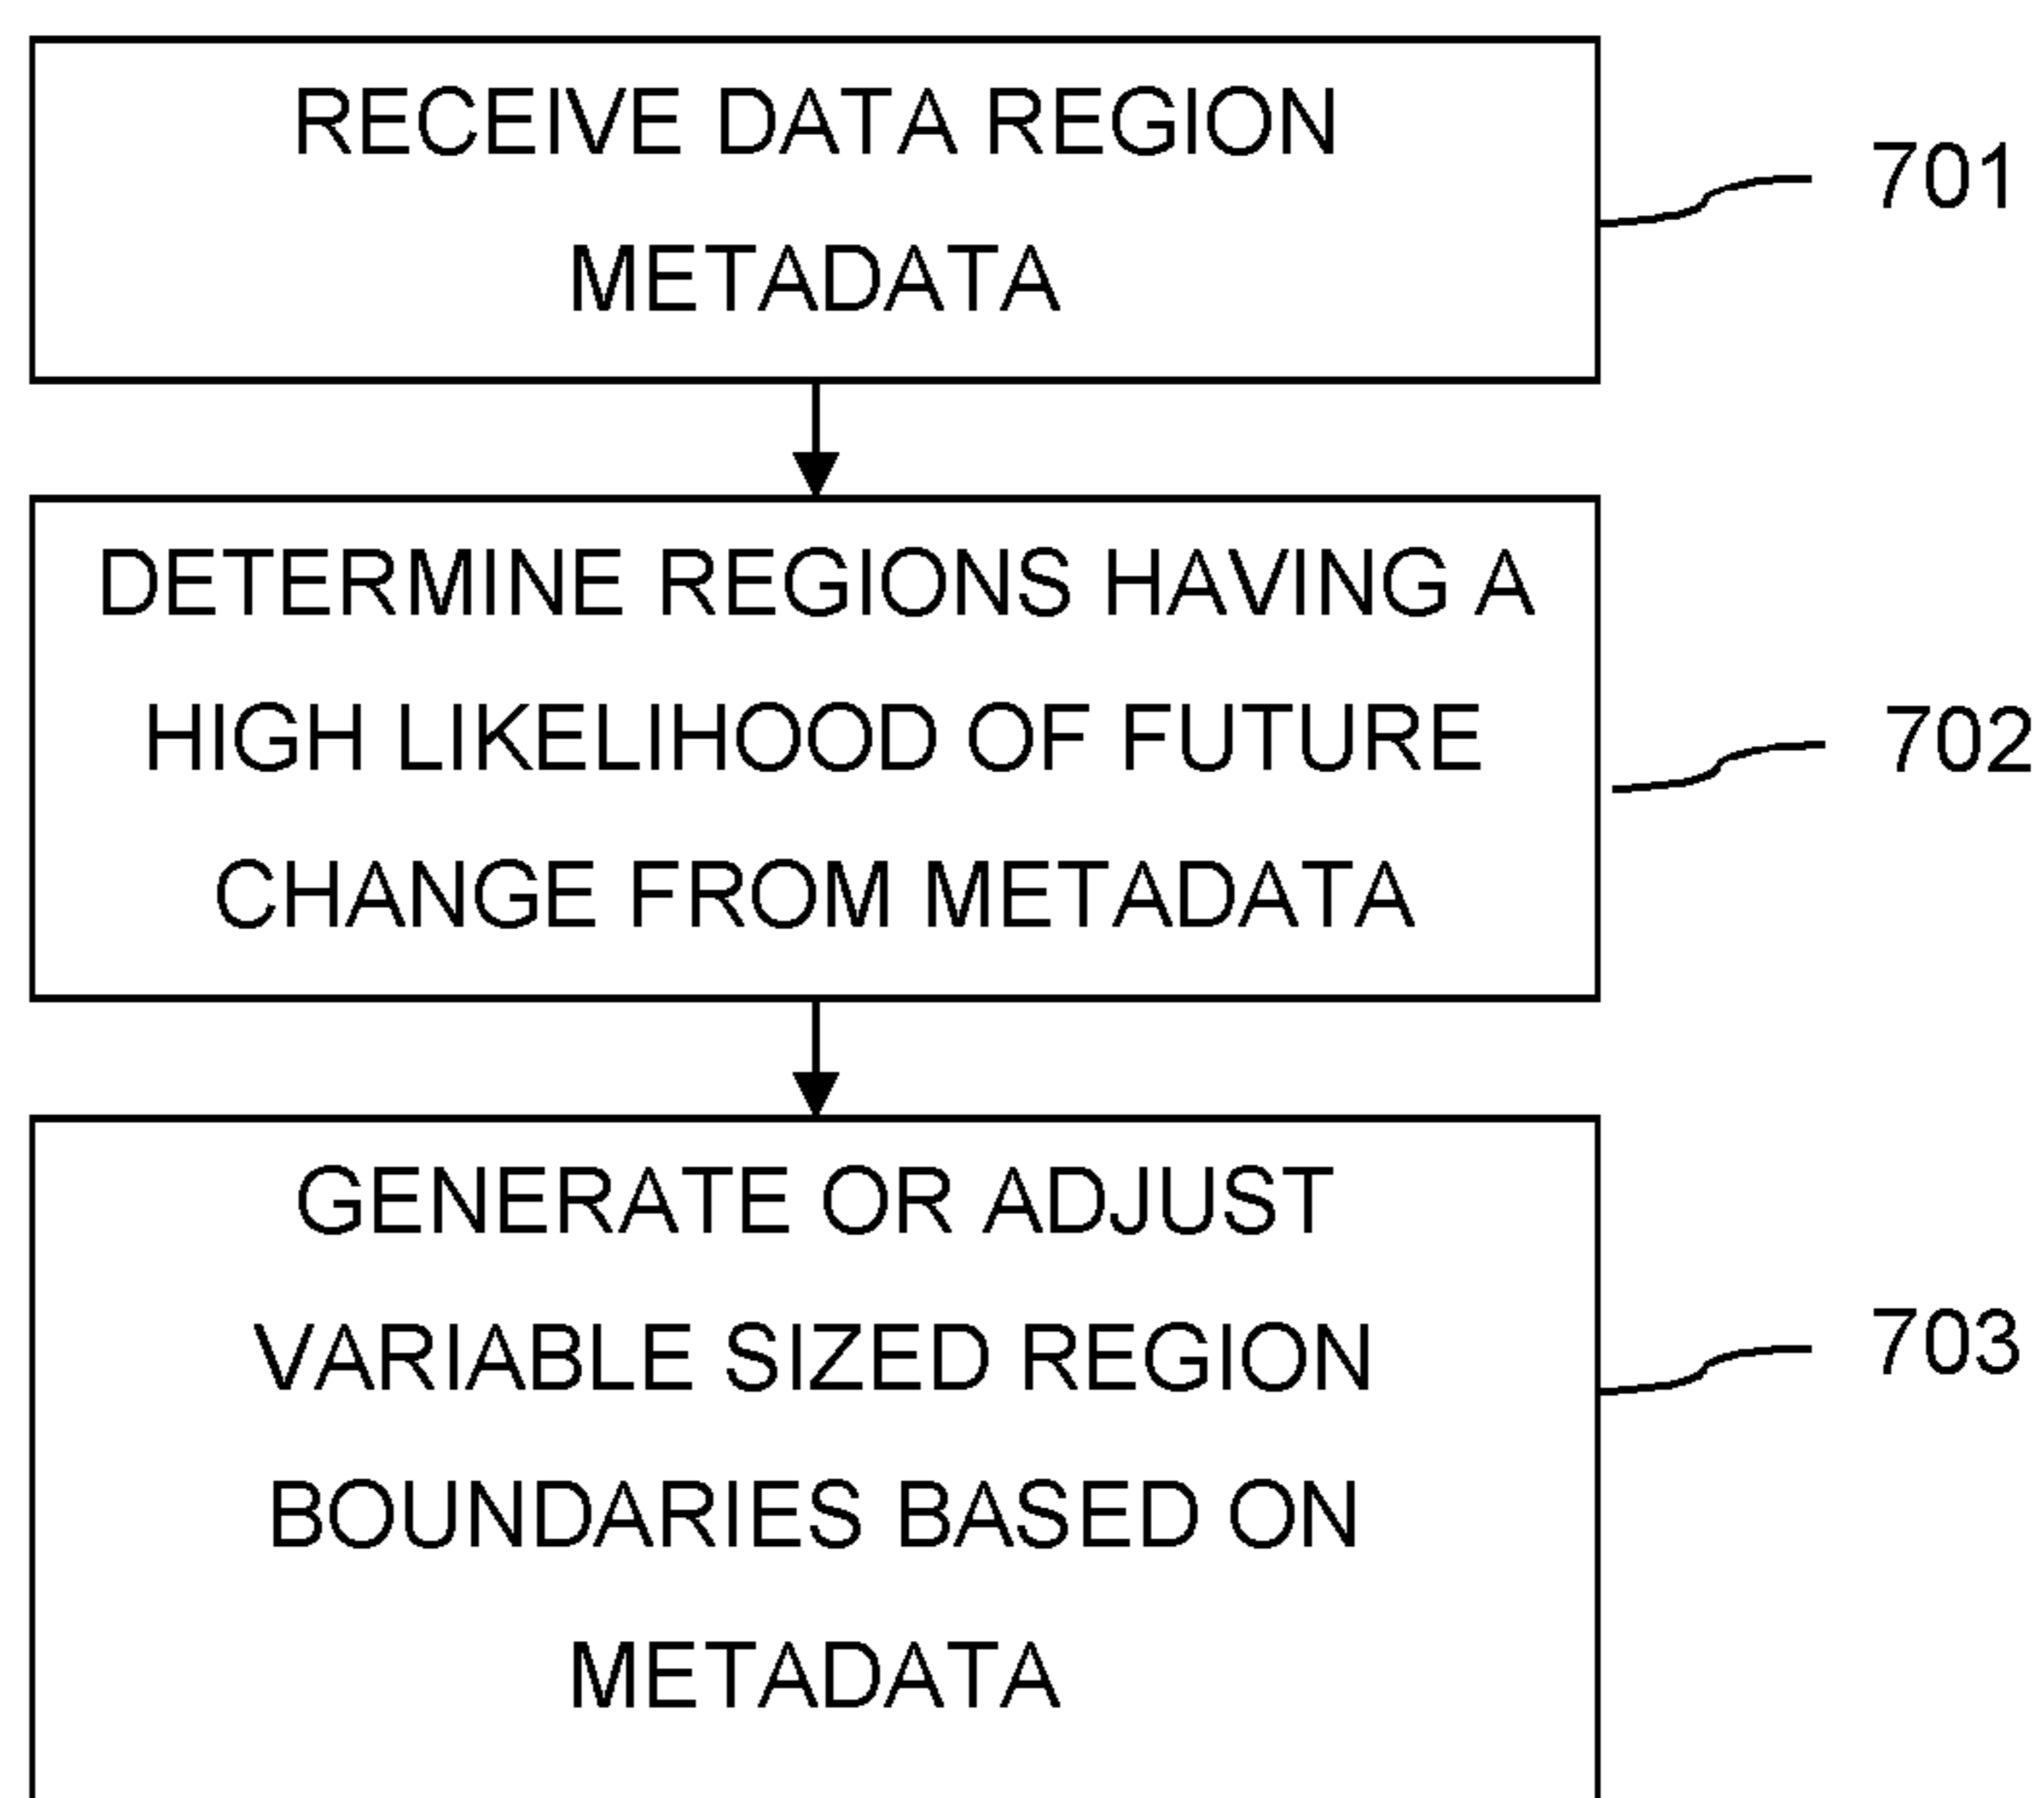 RECEIVE DATA REGION
METADATA
701
DETERMINE REGIONS HAVING A
HIGH LIKELIHOOD OF FUTURE
CHANGE FROM METADATA
702
GENERATE OR ADJUST
VARIABLE SIZED REGION
BOUNDARIES BASED ON
METADATA
703